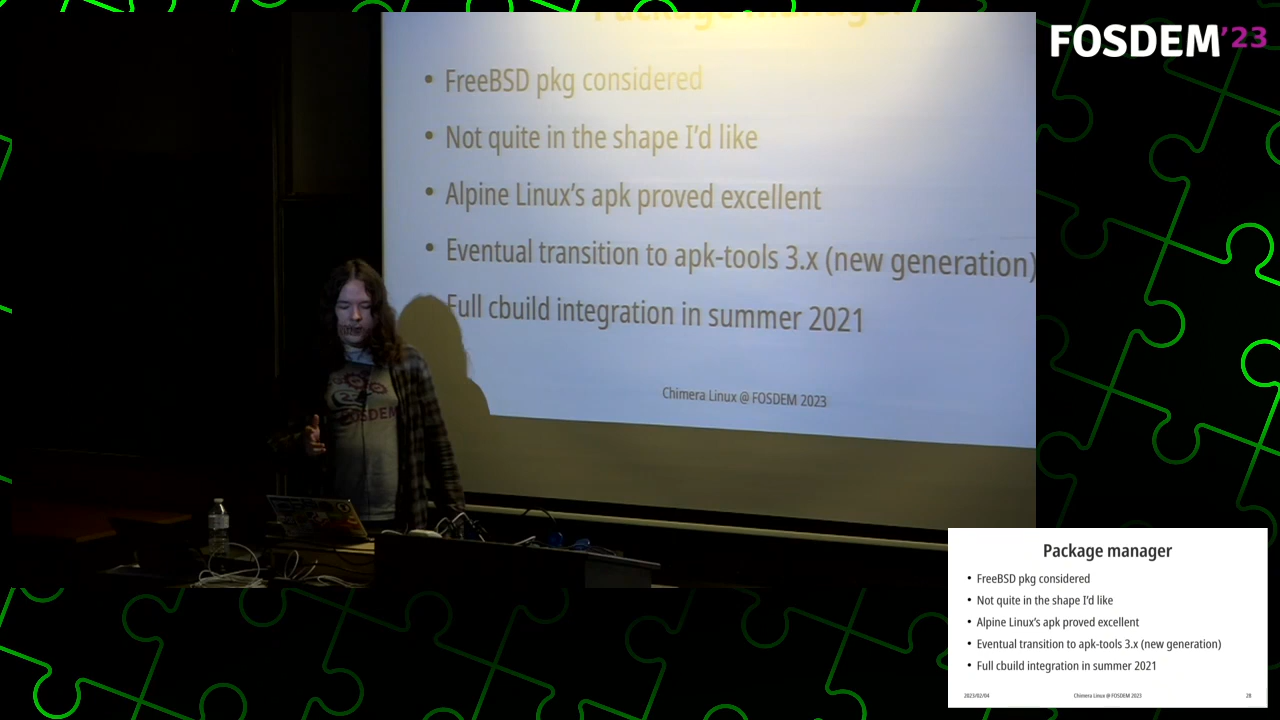 FOSDEM'23
Package manager
• FreeBSD pkg considered
• Not quite in the shape I'd like
• Alpine Linux's apk proved excellent
• Eventual transition to apk-tools 3.x (new generation)
Full cbuild integration in summer 2021
Chimera Linux @ FOSDEM 2023
FOSDEM
Package manager
• FreeBSD pkg considered
• Not quite in the shape I'd like
• Alpine Linux's apk proved excellent
• Eventual transition to apk-tools 3.x (new generation)
• Full cbuild integration in summer 2021
2023/02/04 Chimera Linux @ FOSDEM 2023 28